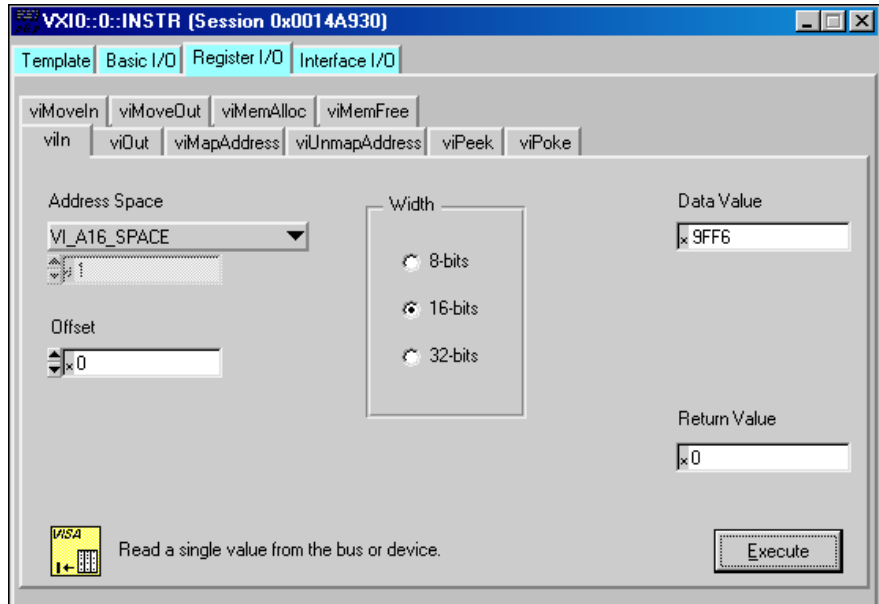 VXI0::0::INSTR (Session 0x0014A930)
Template Basic I/O Register I/O Interface I/O
viMoveIn viMoveOut viMemAlloc viMemFree
viIn viOut viMapAddress viUnmapAddress viPeek viPoke
Address Space
VI_A16_SPACE
1
Offset
x 0
Width
8-bits
16-bits
32-bits
Data Value
x 9FF6
Return Value
x 0
VISA
Read a single value from the bus or device.
Execute